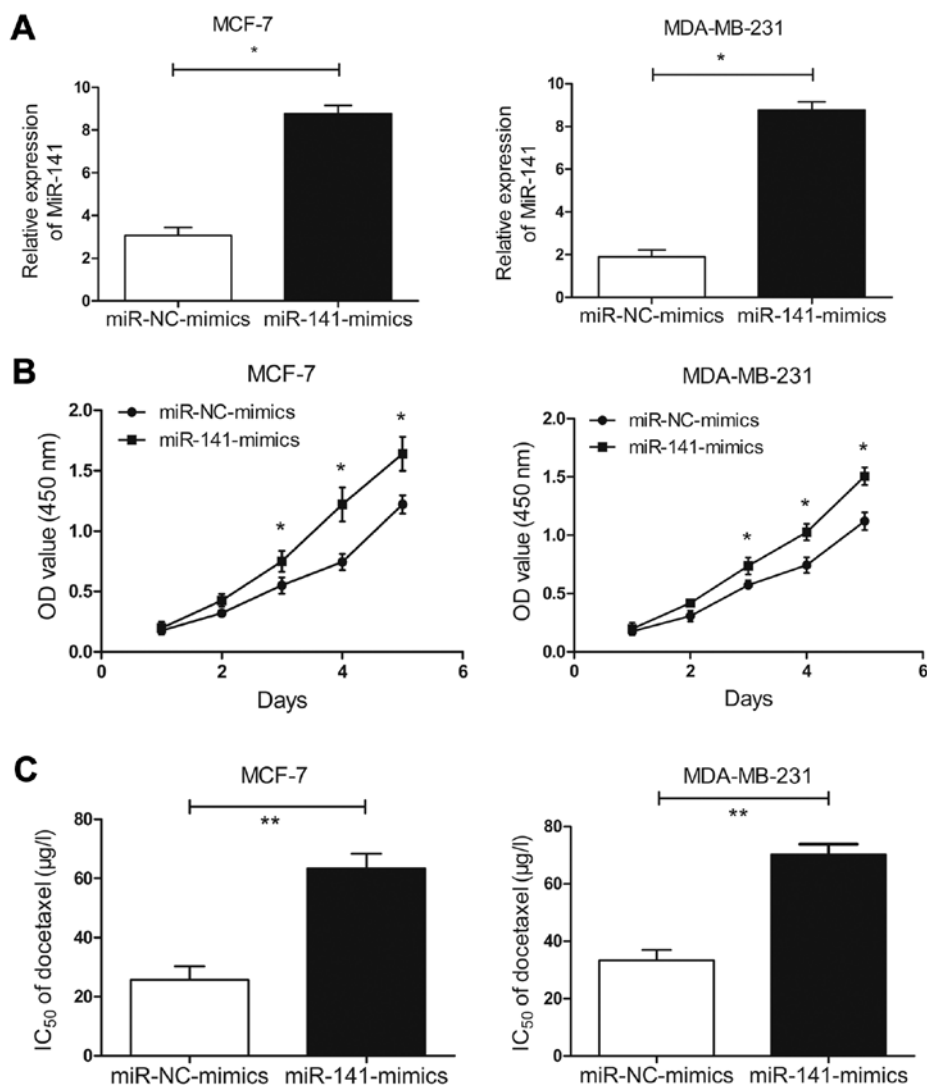 A
MCF-7
*
Relative expression
of MiR-141
10
8
6
4
2
0
miR-NC-mimics
miR-141-mimics
MDA-MB-231
*
Relative expression
of MiR-141
10
8
6
4
2
0
miR-NC-mimics
miR-141-mimics
B
MCF-7
miR-NC-mimics
miR-141-mimics
OD value (450 nm)
2.0
1.5
1.0
0.5
0.0
* * *
0 2 4 6
Days
MDA-MB-231
miR-NC-mimics
miR-141-mimics
OD value (450 nm)
2.0
1.5
1.0
0.5
0.0
* * *
0 2 4 6
Days
C
MCF-7
**
IC50 of docetaxel (µg/l)
80
60
40
20
0
miR-NC-mimics
miR-141-mimics
MDA-MB-231
**
IC50 of docetaxel (µg/l)
80
60
40
20
0
miR-NC-mimics
miR-141-mimics